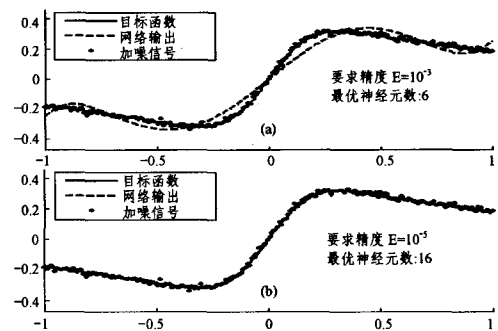 0.4
目标函数
网络输出
加噪信号
0.2
0
-0.2
-0.4
要求精度 E=10⁻³
最优神经元数:6
(a)
-1
-0.5
0
0.5
1
0.4
目标函数
网络输出
加噪信号
0.2
0
-0.2
-0.4
要求精度 E=10⁻⁵
最优神经元数:16
(b)
-1
-0.5
0
0.5
1